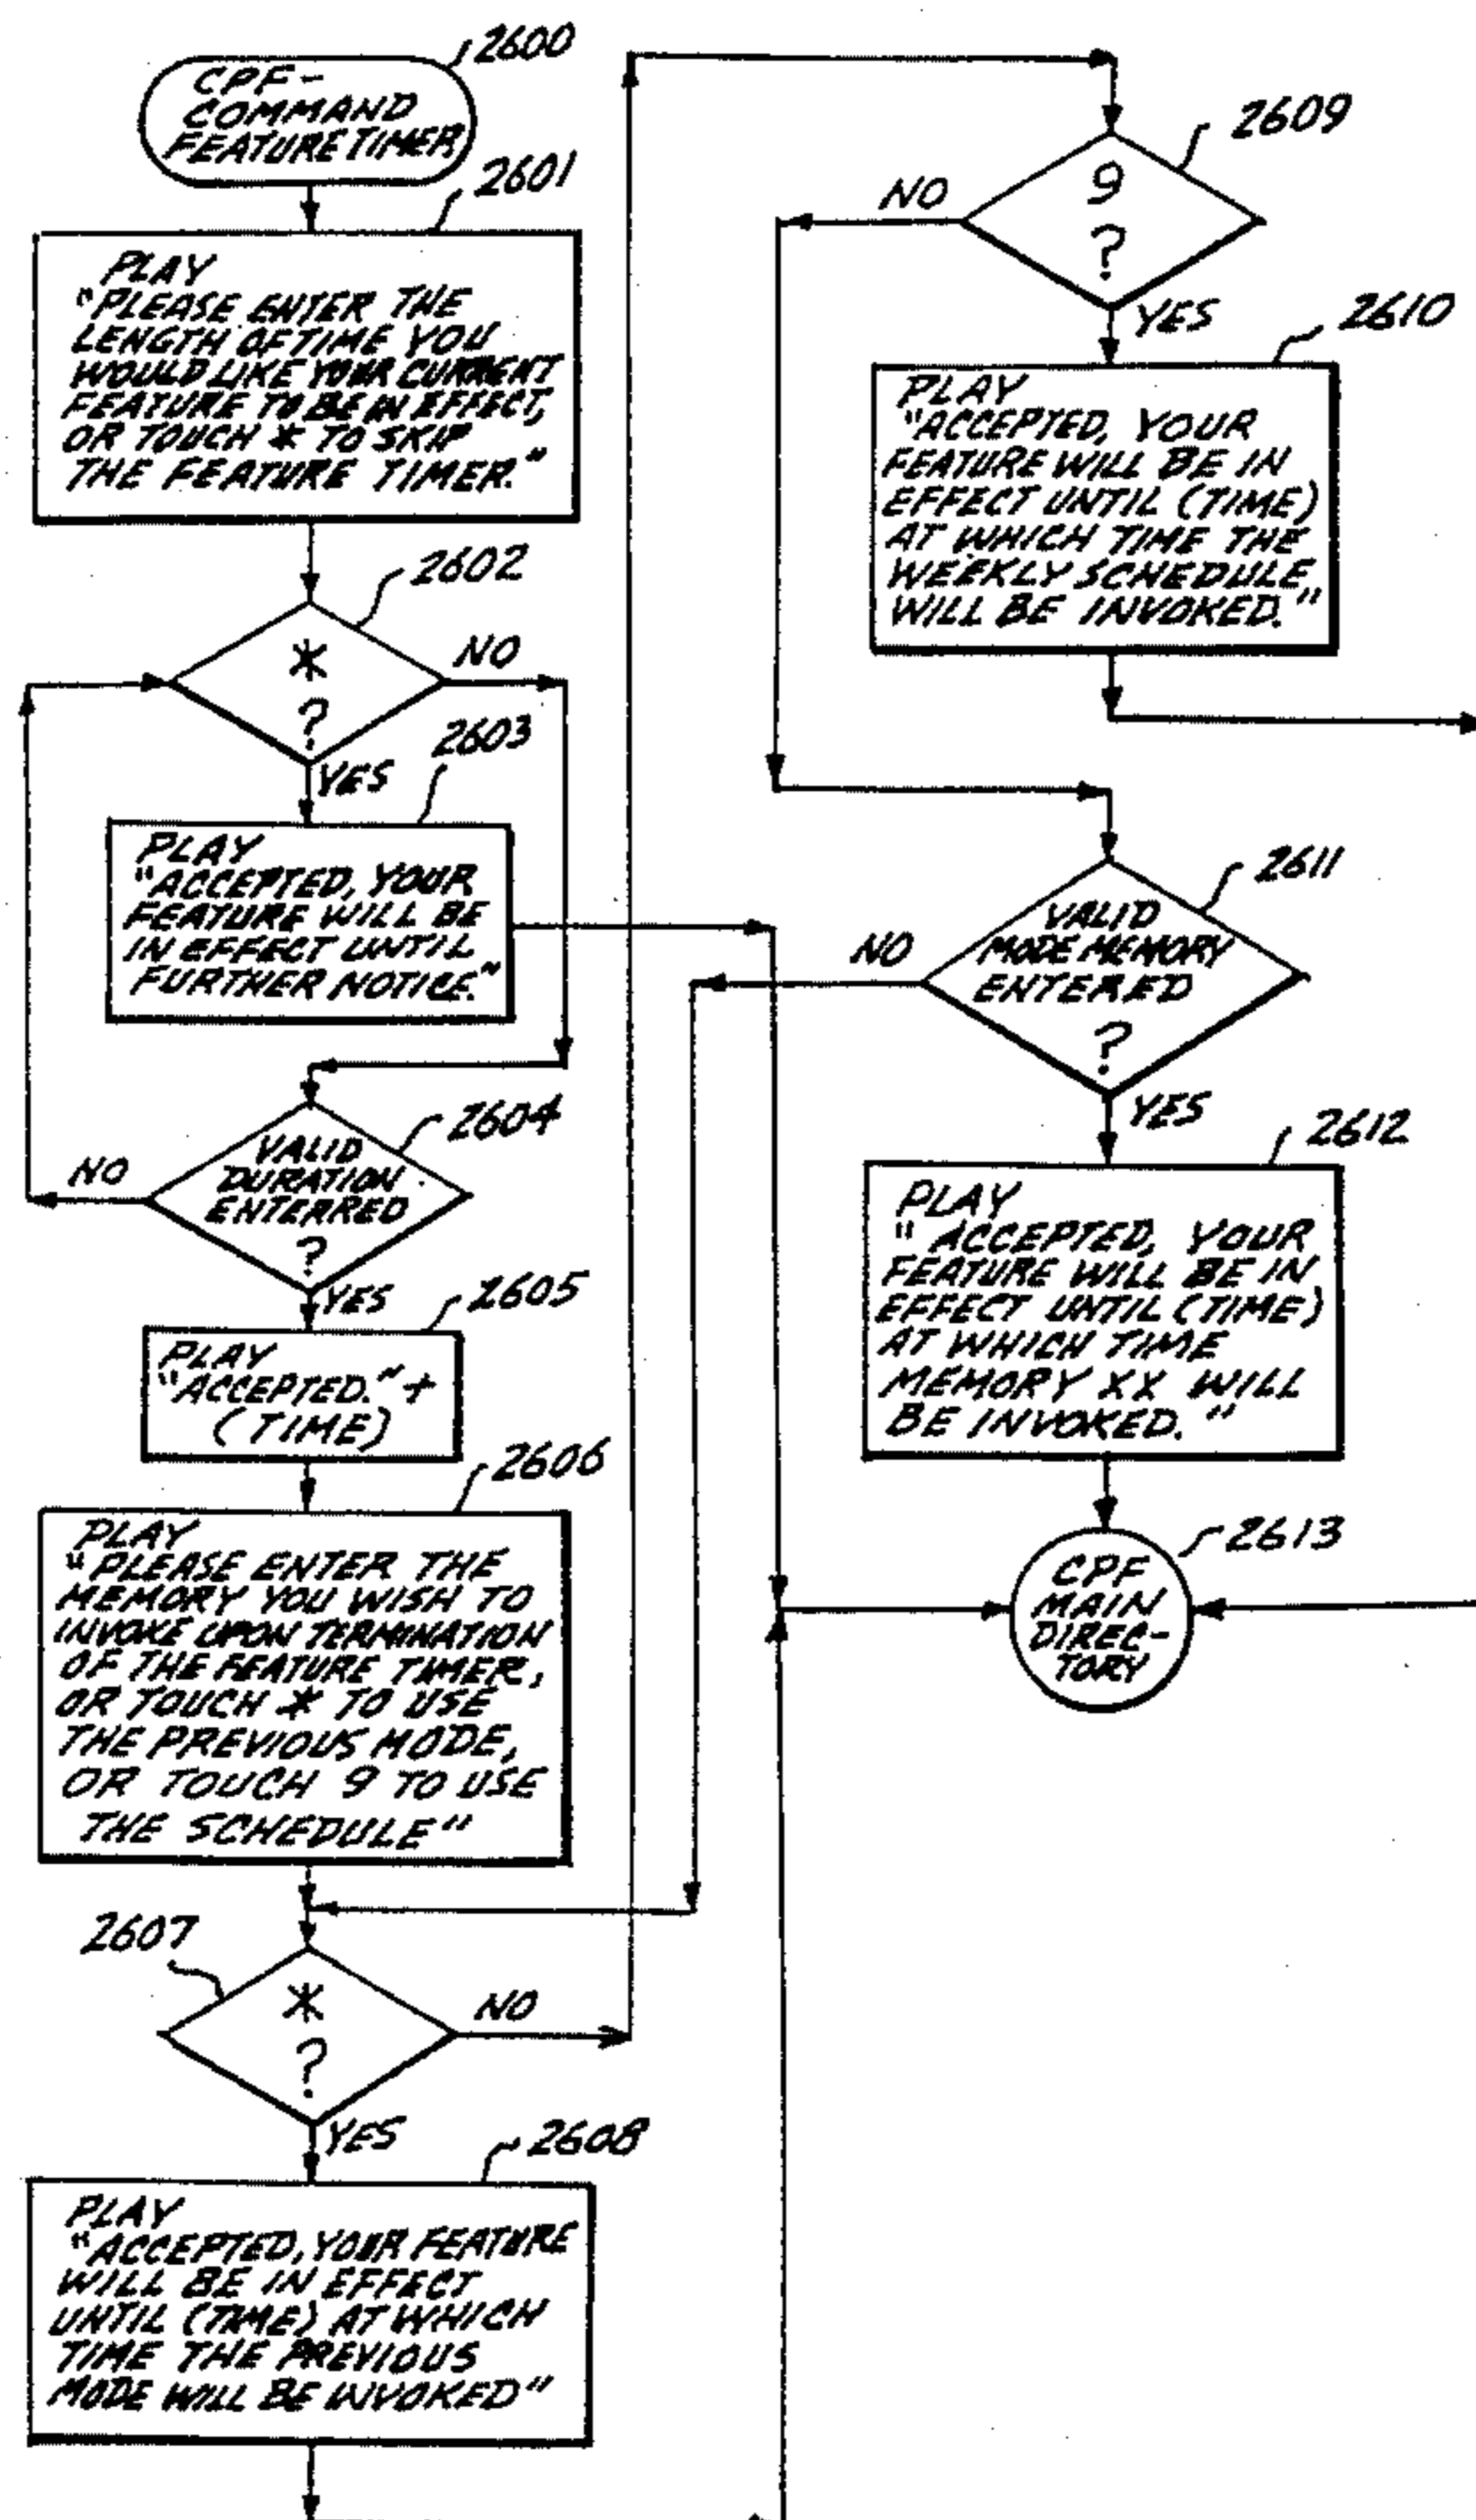 2600
CPF-
COMMAND
FEATURE TIMER
2601
PLAY
"PLEASE ENTER THE
LENGTH OF TIME YOU
WOULD LIKE YOUR CURRENT
FEATURE TO BE IN EFFECT,
OR TOUCH * TO SKIP
THE FEATURE TIMER."
2602
*
?
NO
YES
2603
PLAY
"ACCEPTED, YOUR
FEATURE WILL BE
IN EFFECT UNTIL
FURTHER NOTICE."
2604
VALID
DURATION
ENTERRED
?
NO
YES
2605
PLAY
"ACCEPTED." +
(TIME)
2606
PLAY
"PLEASE ENTER THE
MEMORY YOU WISH TO
INVOKE UPON TERMINATION
OF THE FEATURE TIMER,
OR TOUCH * TO USE
THE PREVIOUS MODE,
OR TOUCH 9 TO USE
THE SCHEDULE"
2607
*
?
NO
YES
2608
PLAY
"ACCEPTED, YOUR FEATURE
WILL BE IN EFFECT
UNTIL (TIME) AT WHICH
TIME THE PREVIOUS
MODE WILL BE INVOKED"
2609
9
?
NO
YES
2610
PLAY
"ACCEPTED, YOUR
FEATURE WILL BE IN
EFFECT UNTIL (TIME)
AT WHICH TIME THE
WEEKLY SCHEDULE
WILL BE INVOKED."
2611
VALID
MODE MEMORY
ENTERED
?
NO
YES
2612
PLAY
"ACCEPTED, YOUR
FEATURE WILL BE IN
EFFECT UNTIL (TIME)
AT WHICH TIME
MEMORY XX WILL
BE INVOKED."
2613
CPF
MAIN
DIREC-
TORY